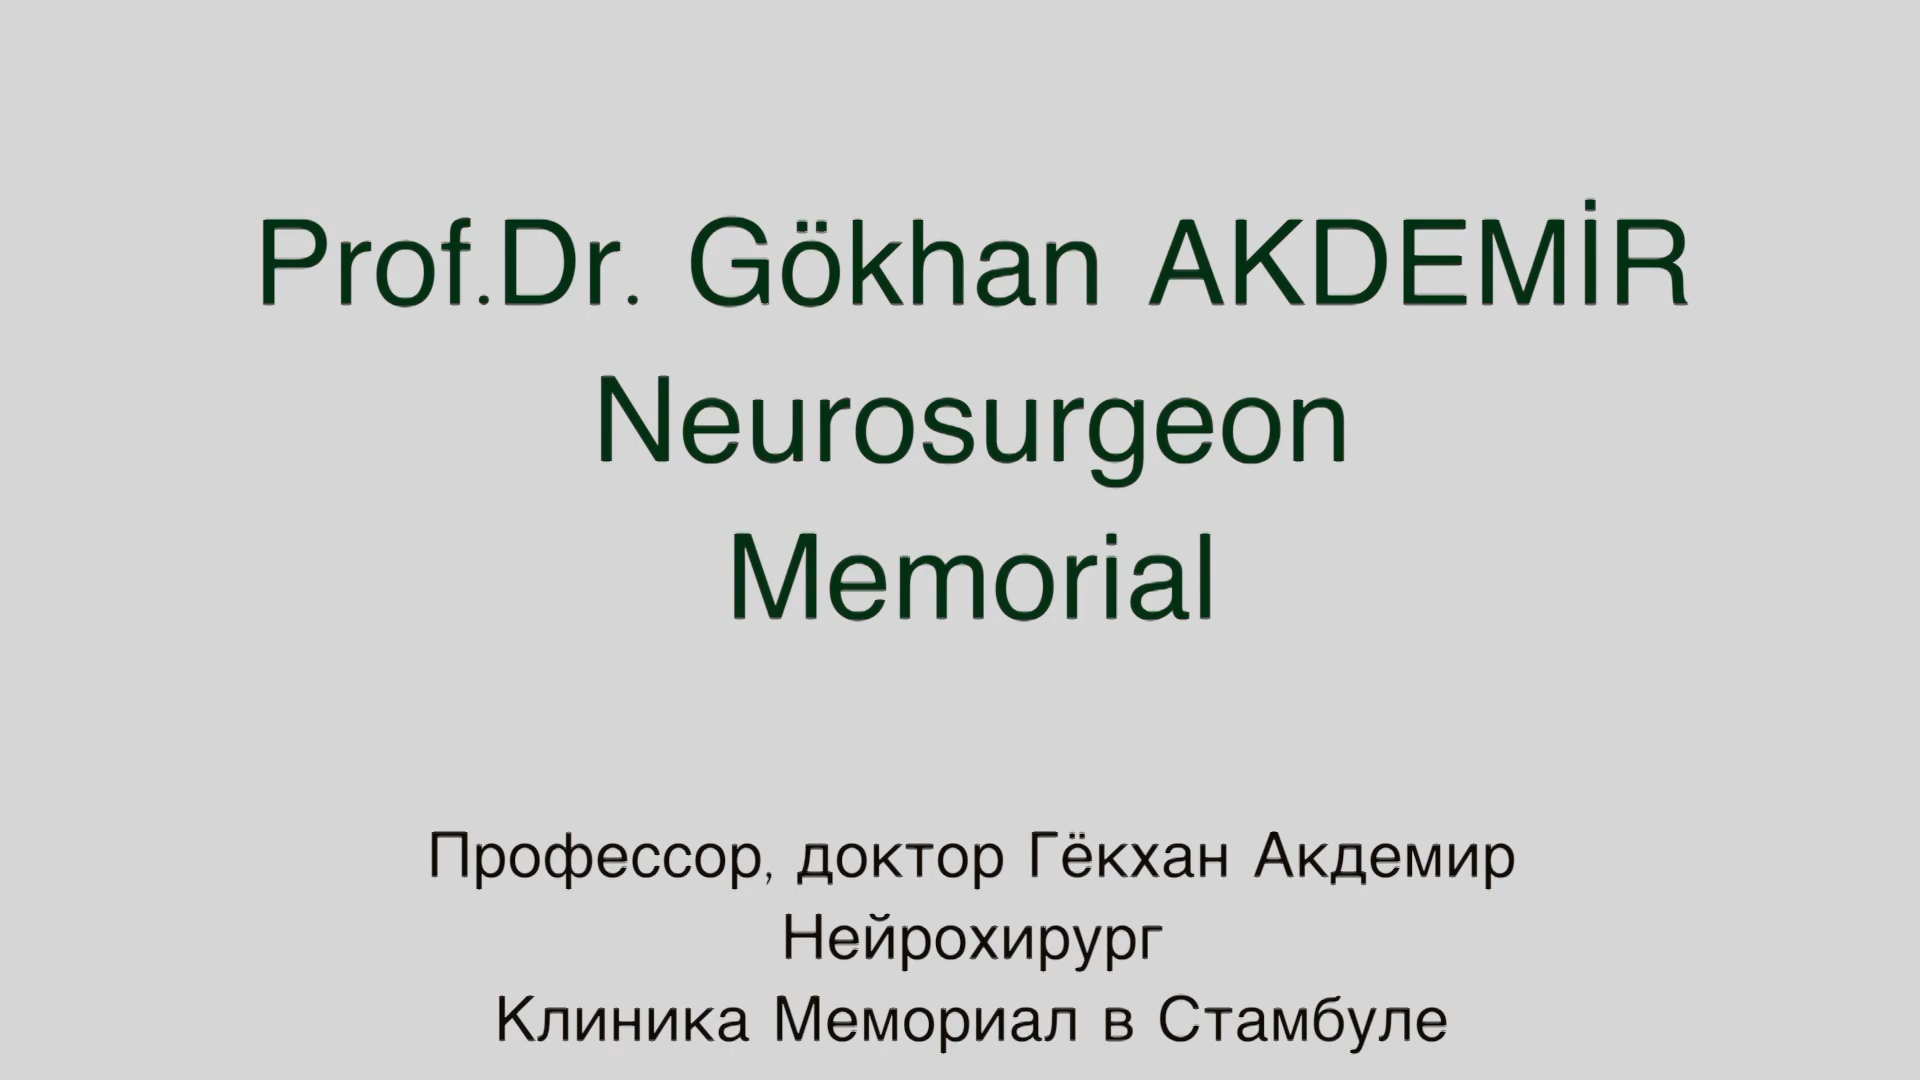 Prof.Dr. Gökhan AKDEMİR
Neurosurgeon
Memorial
Профессор, доктор Гёкхан Акдемир
Нейрохирург
Клиника Мемориал в Стамбуле